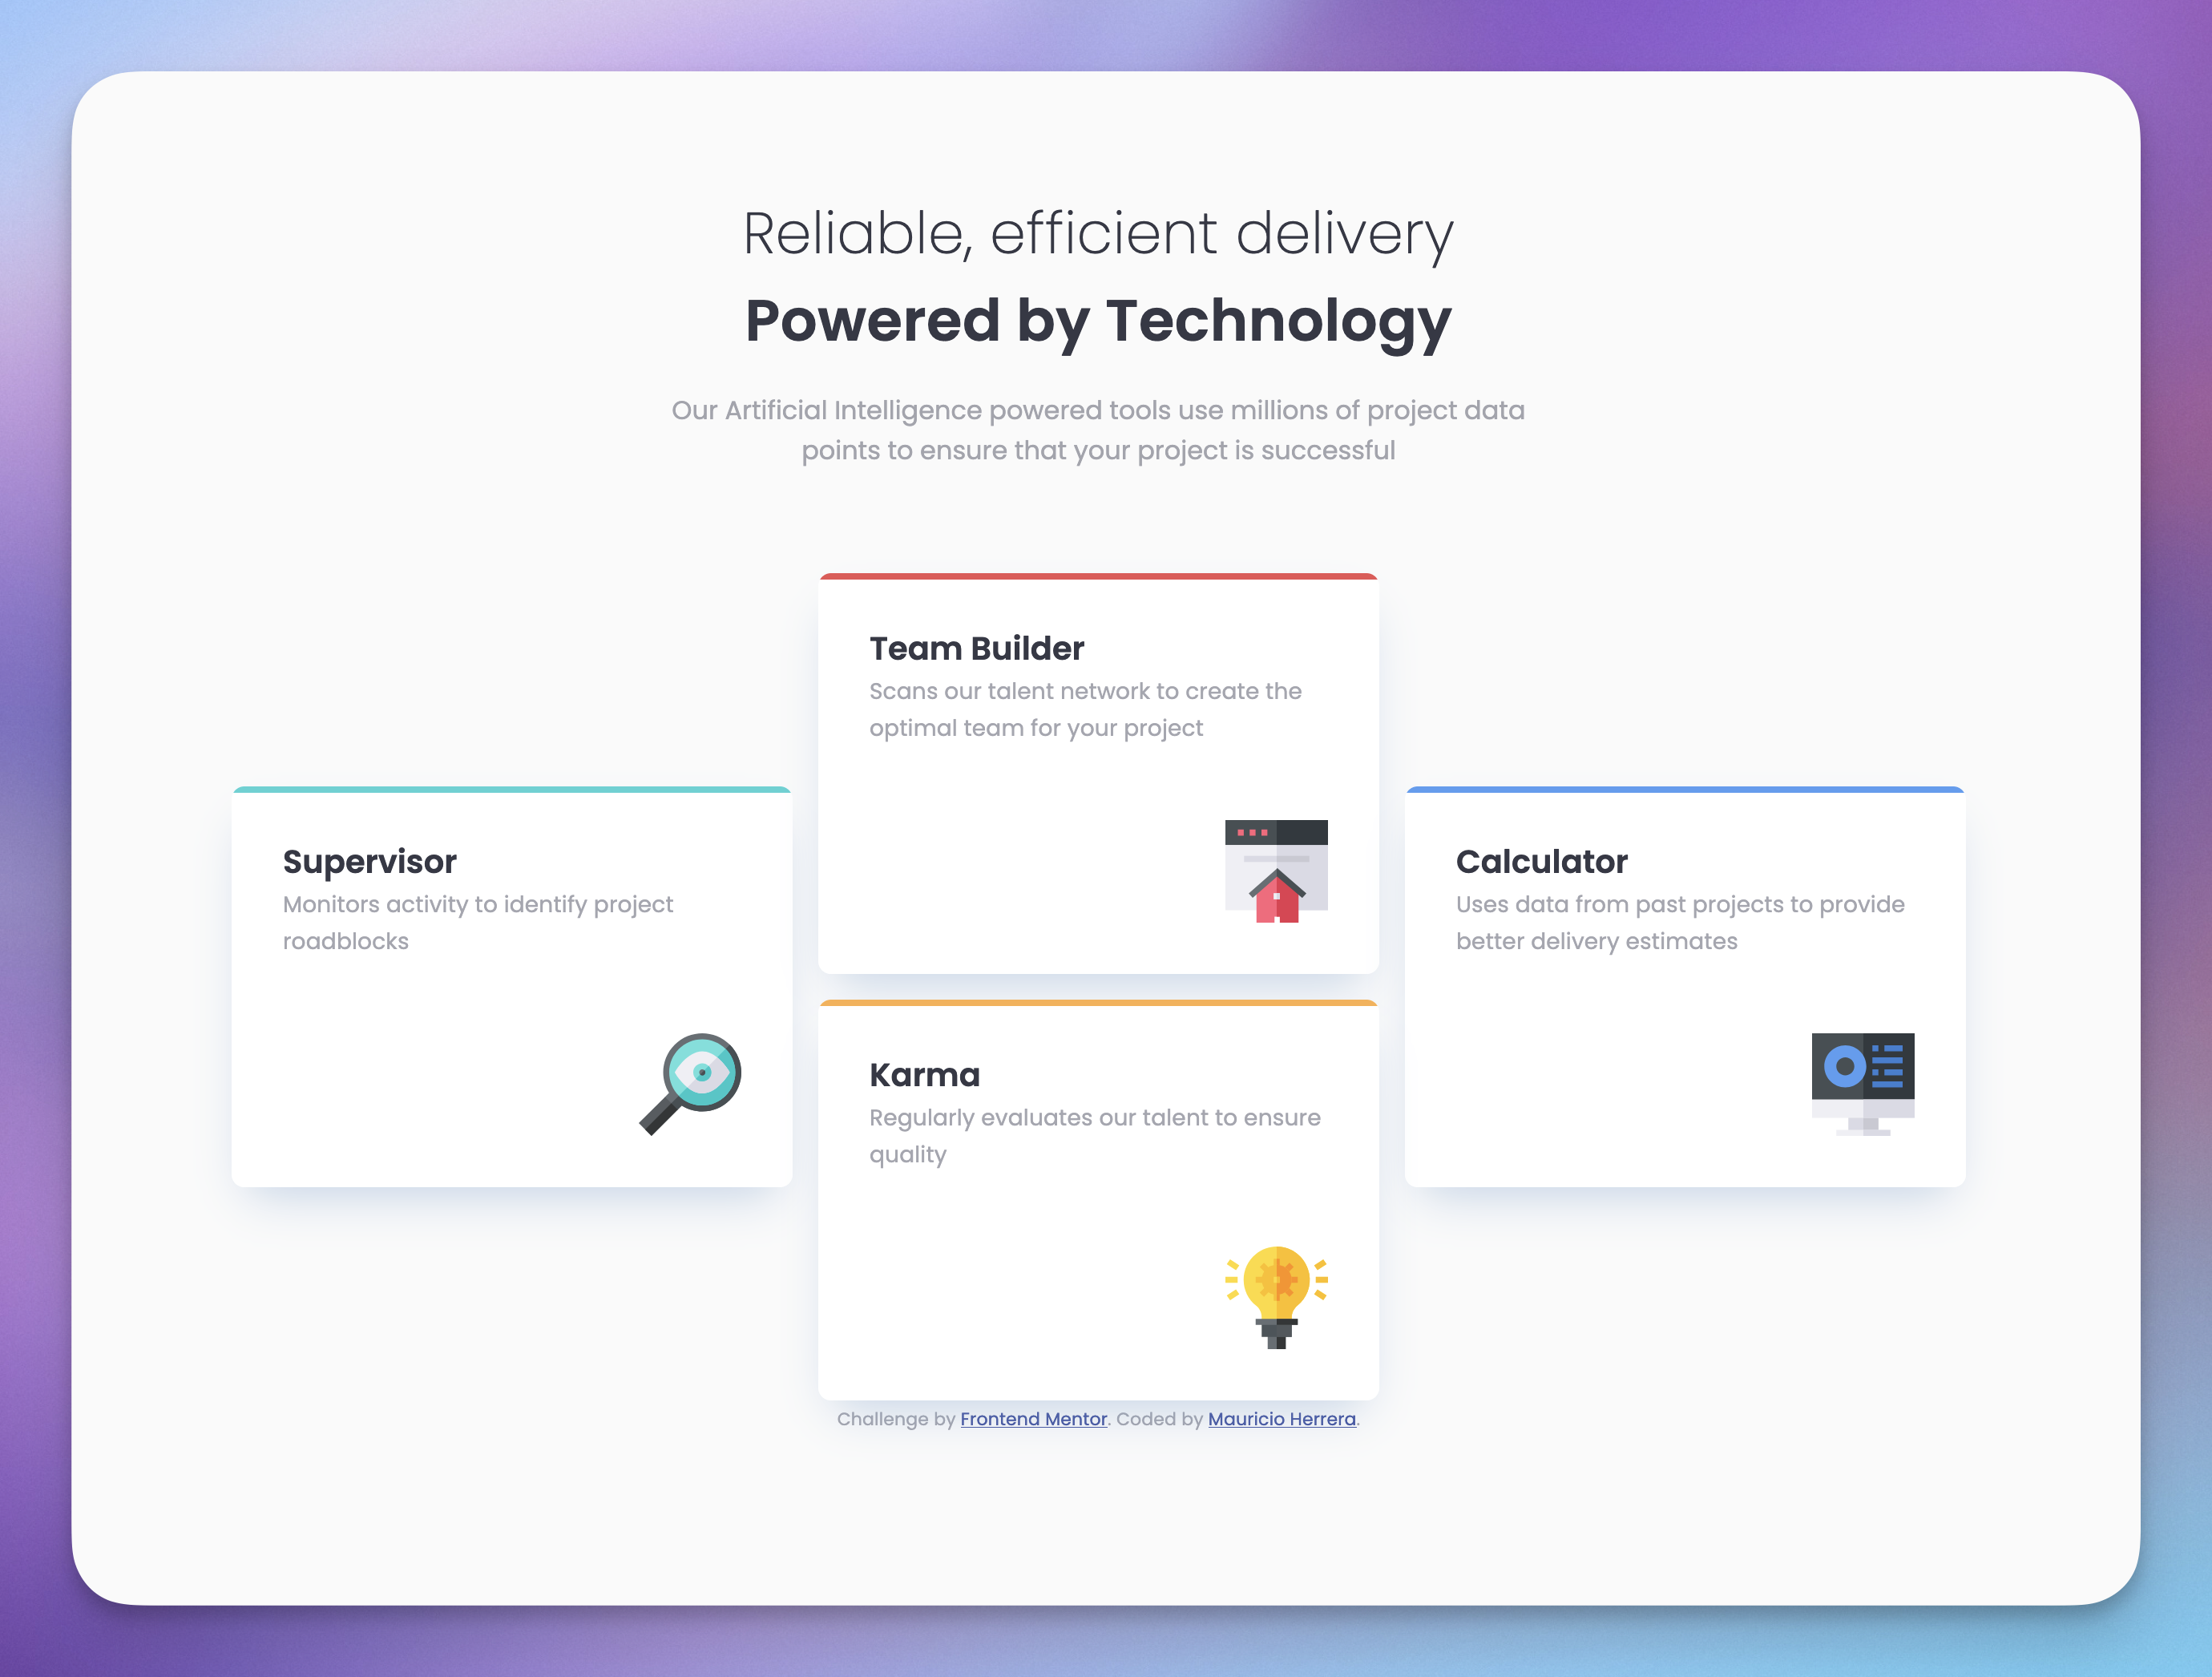 Reliable, efficient delivery
Powered by Technology
Our Artificial Intelligence powered tools use millions of project data
points to ensure that your project is successful
Supervisor
Monitors activity to identify project
roadblocks
Team Builder
Scans our talent network to create the
optimal team for your project
Karma
Regularly evaluates our talent to ensure
quality
Calculator
Uses data from past projects to provide
better delivery estimates
Challenge by Frontend Mentor. Coded by Mauricio Herrera.